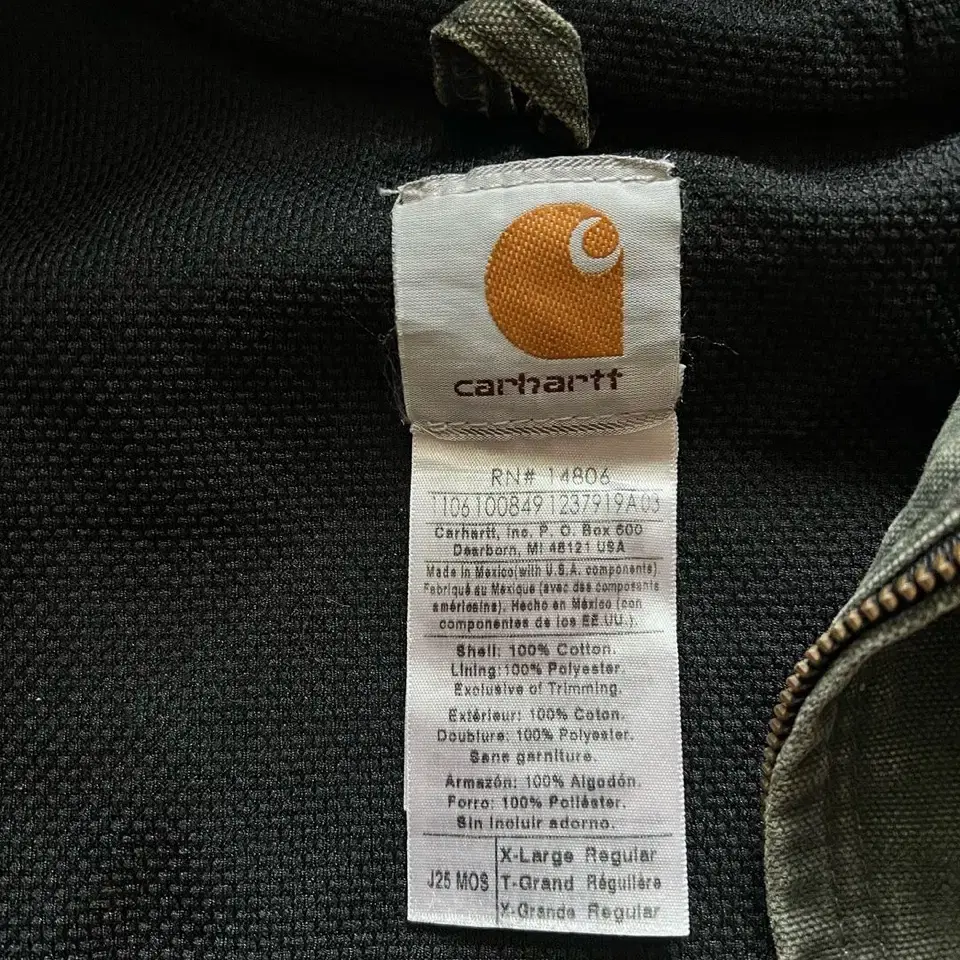 carhartt
RN# 14806
1106100849 1237919A03
Carhartt, Inc. P. O. Box 600
Dearborn, MI 48121 USA
Made in Mexico(with U.S.A. components)
Fabriqué au Mexique (avec des composants
américains). Hecho en México (con
componentes de los EE.UU.).
Shell: 100% Cotton.
Lining:100% Polyester.
Exclusive of Trimming.
Extérieur: 100% Coton.
Doublure: 100% Polyester.
Sans garniture.
Armazón: 100% Algodón.
Forro: 100% Poliéster.
Sin incluir adorno.
J25 MOS
X-Large Regular
T-Grand Régulière
X-Grande Regular